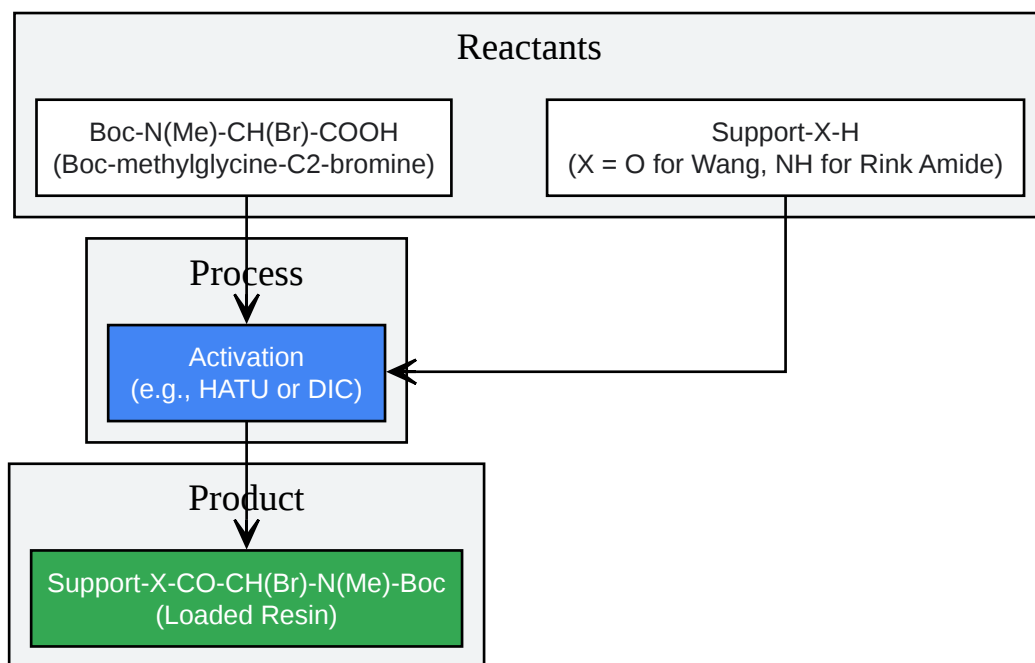 Reactants
Boc-N(Me)-CH(Br)-COOH
(Boc-methylglycine-C2-bromine)
Support-X-H
(X = O for Wang, NH for Rink Amide)
Process
Activation
(e.g., HATU or DIC)
Product
Support-X-CO-CH(Br)-N(Me)-Boc
(Loaded Resin)